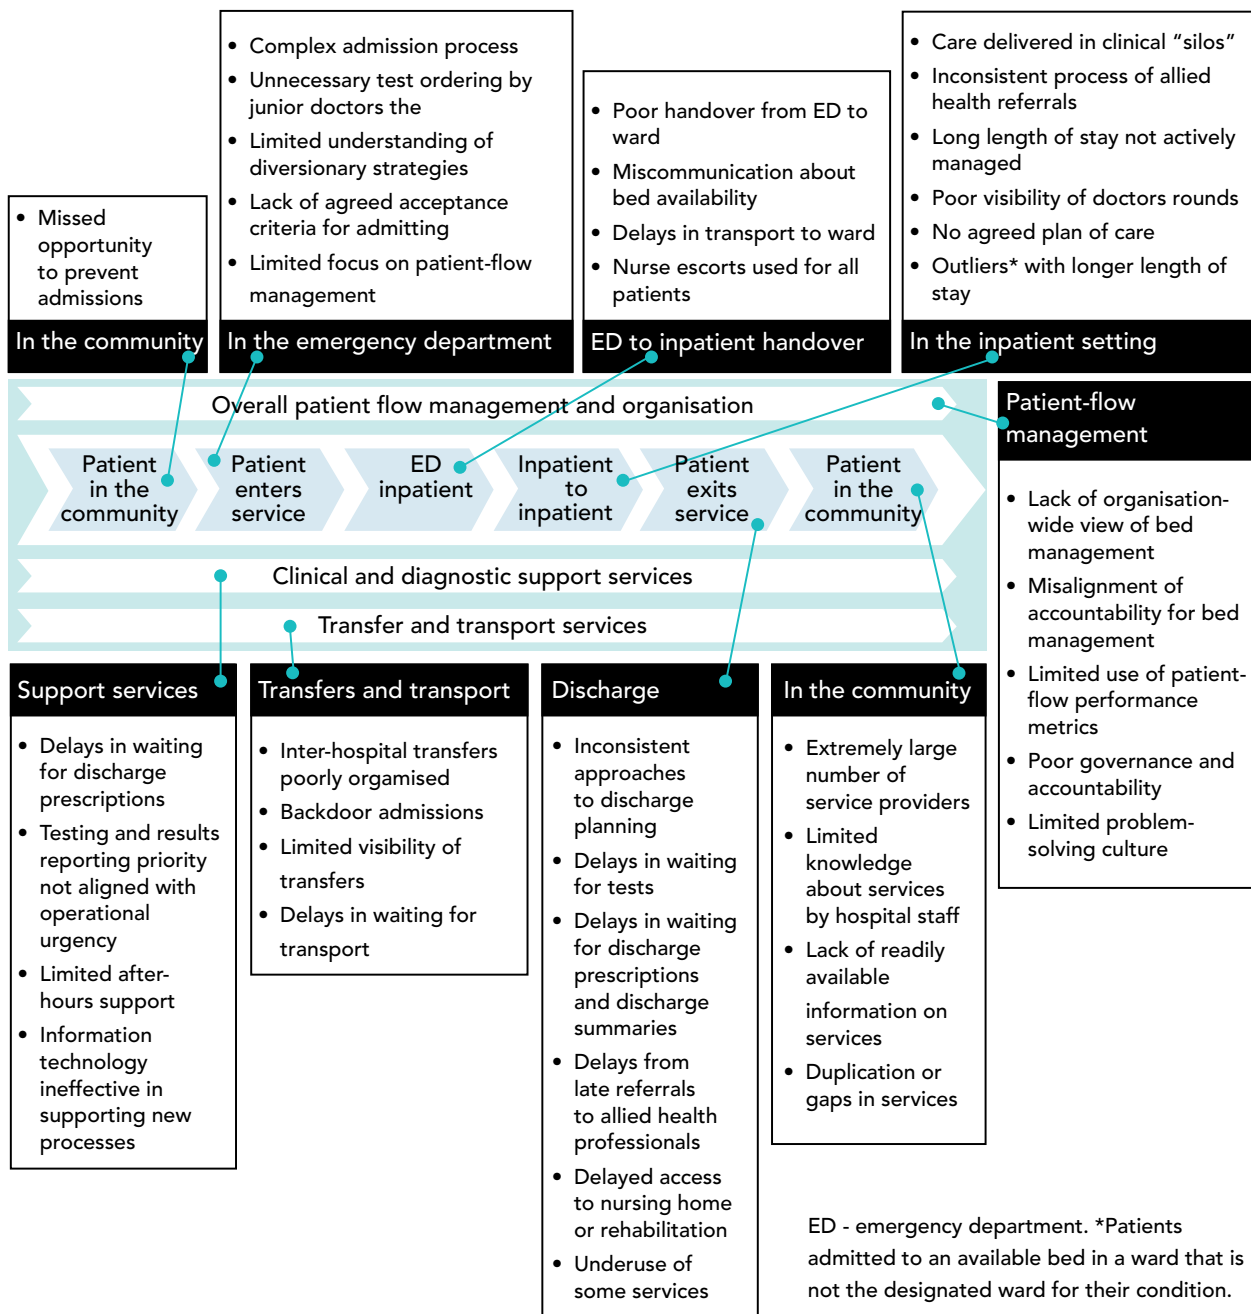 • Missed
opportunity
to prevent
admissions
In the community
• Complex admission process
• Unnecessary test ordering by
junior doctors the
• Limited understanding of
diversionary strategies
• Lack of agreed acceptance
criteria for admitting
• Limited focus on patient-flow
management
In the emergency department
• Poor handover from ED to
ward
• Miscommunication about
bed availability
• Delays in transport to ward
• Nurse escorts used for all
patients
ED to inpatient handover
• Care delivered in clinical “silos”
• Inconsistent process of allied
health referrals
• Long length of stay not actively
managed
• Poor visibility of doctors rounds
• No agreed plan of care
• Outliers* with longer length of
stay
In the inpatient setting
Overall patient flow management and organisation
Patient
in the
community
Patient
enters
service
ED
inpatient
Inpatient
to
inpatient
Patient
exits
service
Patient
in the
community
Clinical and diagnostic support services
Transfer and transport services
Patient-flow
management
• Lack of organisation-
wide view of bed
management
• Misalignment of
accountability for bed
management
• Limited use of patient-
flow performance
metrics
• Poor governance and
accountability
• Limited problem-
solving culture
Support services
• Delays in waiting
for discharge
prescriptions
• Testing and results
reporting priority
not aligned with
operational
urgency
• Limited after-
hours support
• Information
technology
ineffective in
supporting new
processes
Transfers and transport
• Inter-hospital transfers
poorly orgamised
• Backdoor admissions
• Limited visibility of
transfers
• Delays in waiting for
transport
Discharge
• Inconsistent
approaches
to discharge
planning
• Delays in waiting
for tests
• Delays in waiting
for discharge
prescriptions
and discharge
summaries
• Delays from
late referrals
to allied health
professionals
• Delayed access
to nursing home
or rehabilitation
• Underuse of
some services
In the community
• Extremely large
number of
service providers
• Limited
knowledge
about services
by hospital staff
• Lack of readily
available
information on
services
• Duplication or
gaps in services
ED - emergency department. *Patients
admitted to an available bed in a ward that is
not the designated ward for their condition.